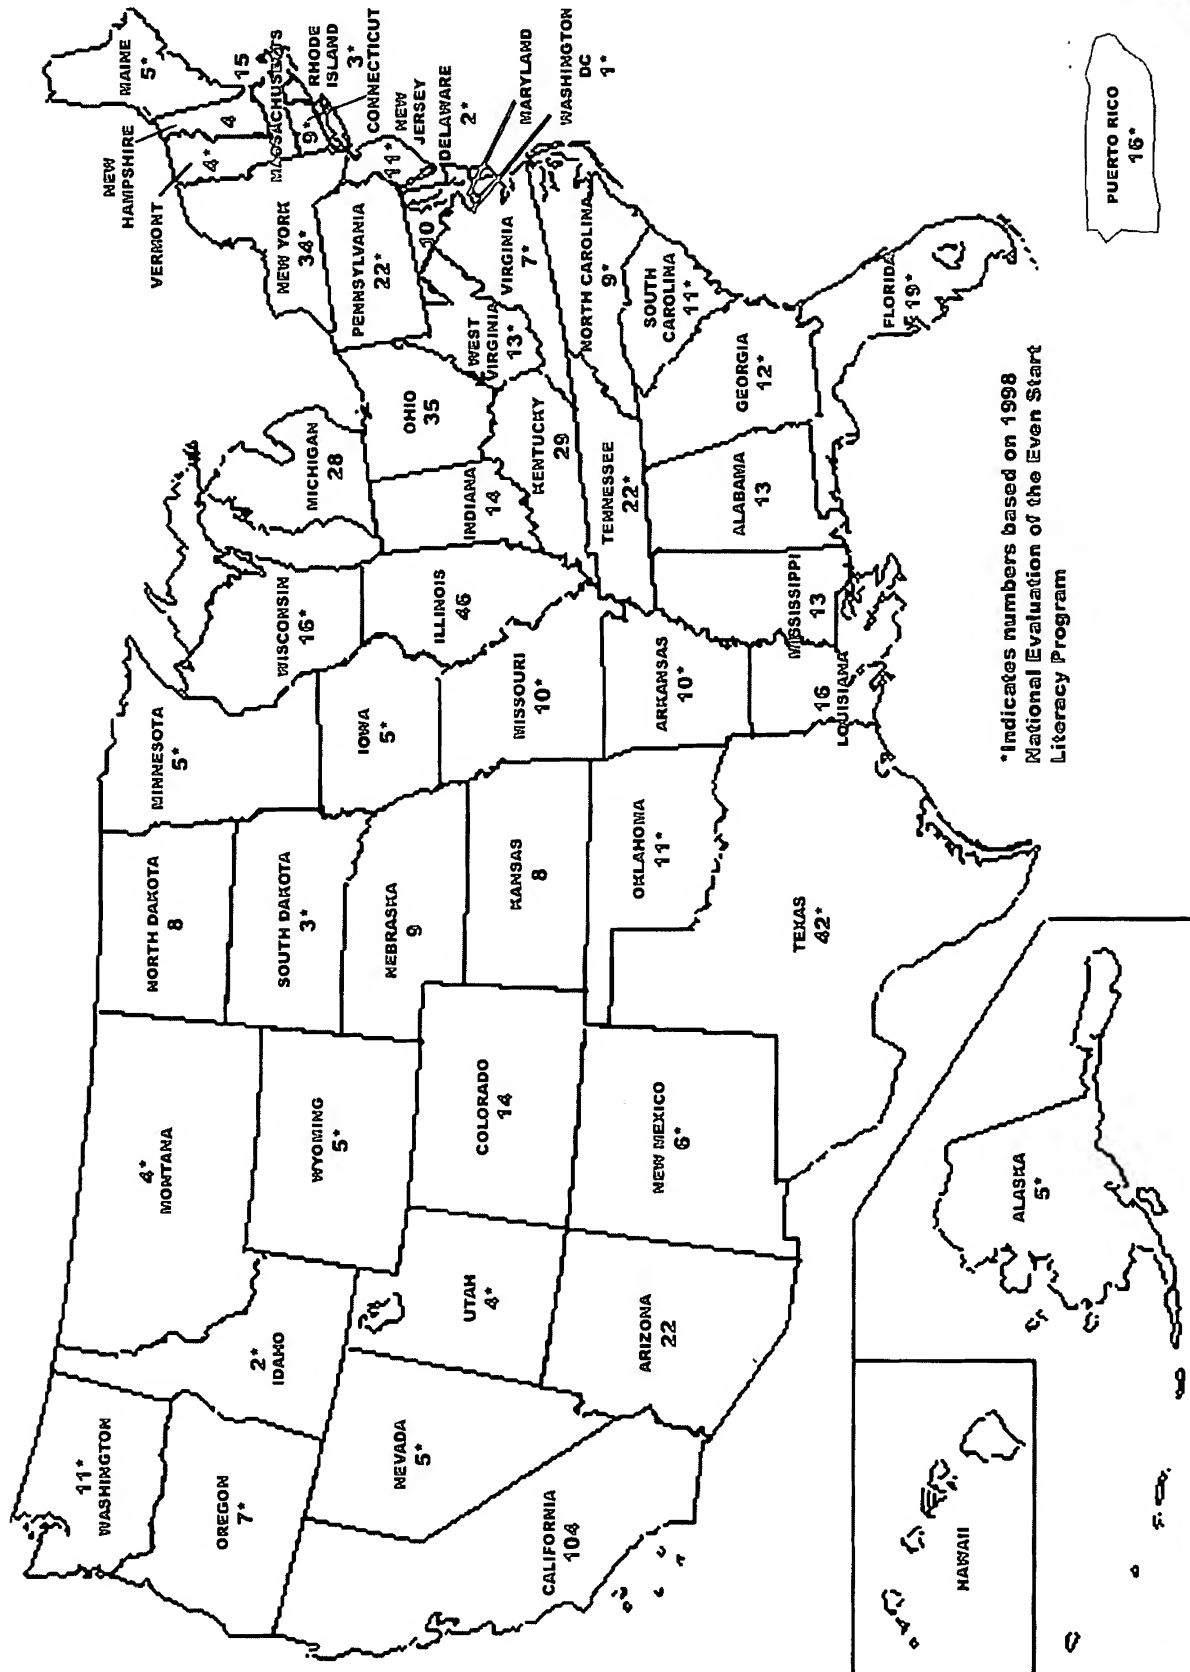 MAINE
5*
NEW
HAMPSHIRE
4
VERMONT
4*
15
MASSACHUSETTS
RHODE
ISLAND
3*
CONNECTICUT
9*
NEW
JERSEY
11*
DELAWARE
2*
MARYLAND
10
WASHINGTON
DC
1*
NEW YORK
34*
PENNSYLVANIA
22*
WEST
VIRGINIA
13*
VIRGINIA
7*
NORTH CAROLINA
9*
SOUTH
CAROLINA
11*
GEORGIA
12*
FLORIDA
19*
OHIO
35
MICHIGAN
28
INDIANA
14
KENTUCKY
29
TENNESSEE
22*
ALABAMA
13
MISSISSIPPI
13
WISCONSIN
16*
ILLINOIS
46
MINNESOTA
5*
IOWA
5*
MISSOURI
10*
ARKANSAS
10*
16
LOUISIANA
NORTH DAKOTA
8
SOUTH DAKOTA
3*
NEBRASKA
9
KANSAS
8
OKLAHOMA
11*
TEXAS
42*
4*
MONTANA
WYOMING
5*
COLORADO
14
NEW MEXICO
6*
2*
IDAHO
UTAH
4*
ARIZONA
22
11*
WASHINGTON
OREGON
7*
NEVADA
5*
CALIFORNIA
104
ALASKA
5*
HAWAII
PUERTO RICO
16*
*Indicates numbers based on 1998
National Evaluation of the Even Start
Literacy Program